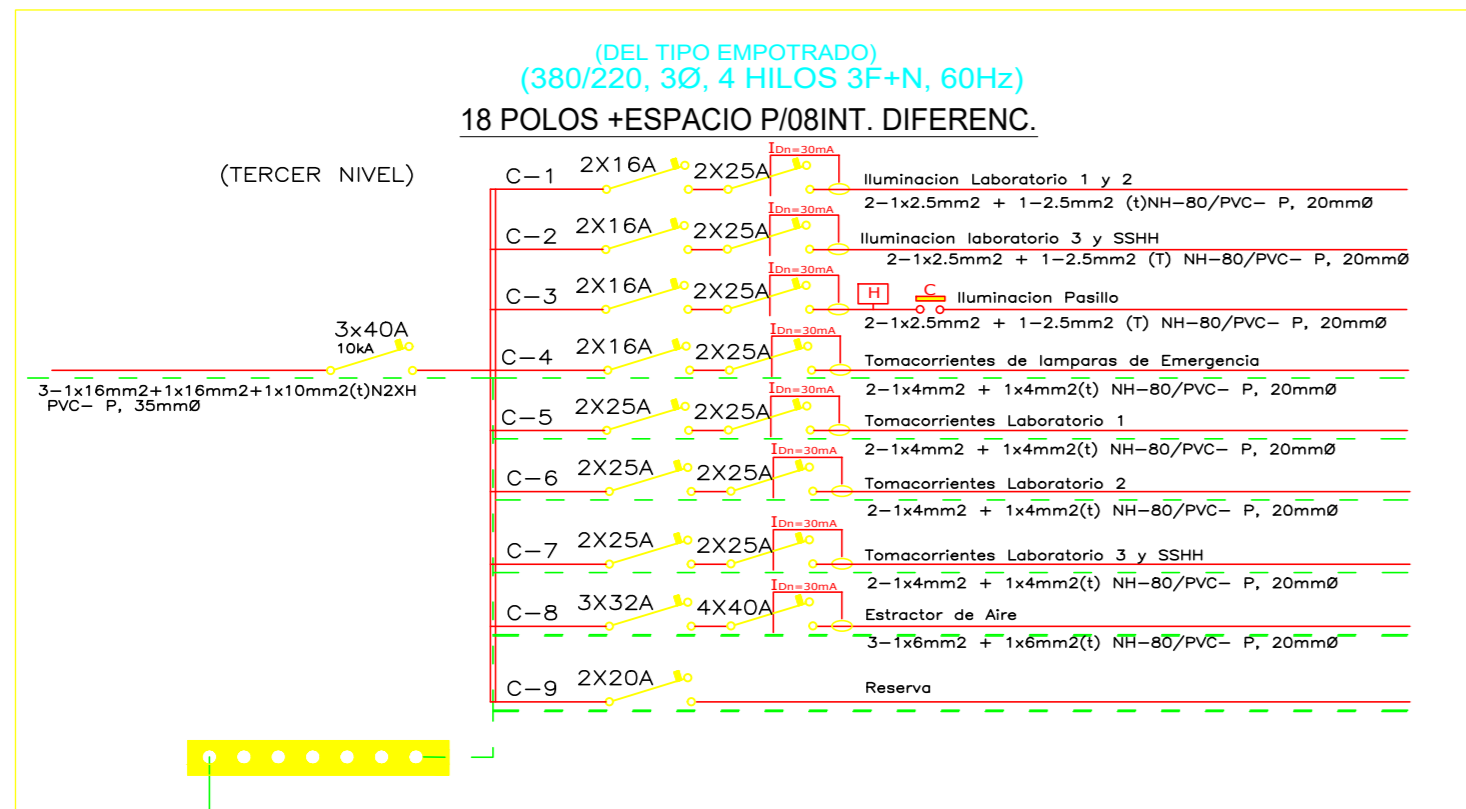 (DEL TIPO EMPOTRADO)
(380/220, 3Ø, 4 HILOS 3F+N, 60Hz)
18 POLOS +ESPACIO P/08INT. DIFERENC.
(TERCER NIVEL)
C-1 2X16A 2X25A IDn=30mA Iluminacion Laboratorio 1 y 2
2-1x2.5mm2 + 1-2.5mm2 (t)NH-80/PVC- P, 20mmØ
C-2 2X16A 2X25A IDn=30mA Iluminacion laboratorio 3 y SSHH
2-1x2.5mm2 + 1-2.5mm2 (T) NH-80/PVC- P, 20mmØ
C-3 2X16A 2X25A IDn=30mA H C Iluminacion Pasillo
2-1x2.5mm2 + 1-2.5mm2 (T) NH-80/PVC- P, 20mmØ
3x40A
10kA
3-1x16mm2+1x16mm2+1x10mm2(t)N2XH
PVC- P, 35mmØ
C-4 2X16A 2X25A IDn=30mA Tomacorrientes de lamparas de Emergencia
2-1x4mm2 + 1x4mm2(t) NH-80/PVC- P, 20mmØ
C-5 2X25A 2X25A IDn=30mA Tomacorrientes Laboratorio 1
2-1x4mm2 + 1x4mm2(t) NH-80/PVC- P, 20mmØ
C-6 2X25A 2X25A IDn=30mA Tomacorrientes Laboratorio 2
2-1x4mm2 + 1x4mm2(t) NH-80/PVC- P, 20mmØ
C-7 2X25A 2X25A IDn=30mA Tomacorrientes Laboratorio 3 y SSHH
2-1x4mm2 + 1x4mm2(t) NH-80/PVC- P, 20mmØ
C-8 3X32A 4X40A IDn=30mA Estractor de Aire
3-1x6mm2 + 1x6mm2(t) NH-80/PVC- P, 20mmØ
C-9 2X20A Reserva